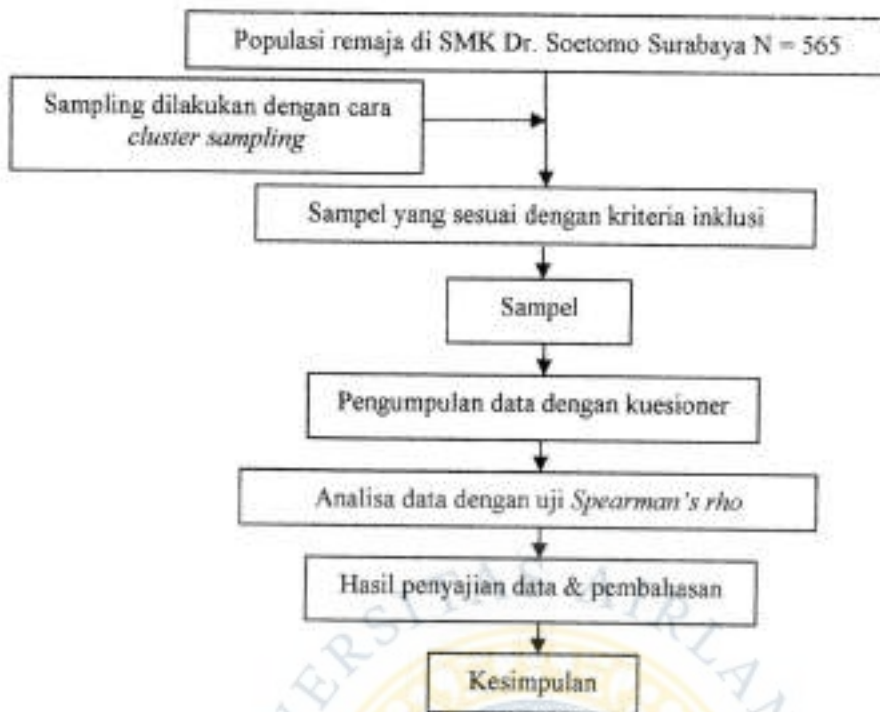 Populasi remaja di SMK Dr. Soetomo Surabaya N = 565
Sampling dilakukan dengan cara
cluster sampling
Sampel yang sesuai dengan kriteria inklusi
Sampel
Pengumpulan data dengan kuesioner
Analisa data dengan uji Spearman's rho
Hasil penyajian data & pembahasan
Kesimpulan